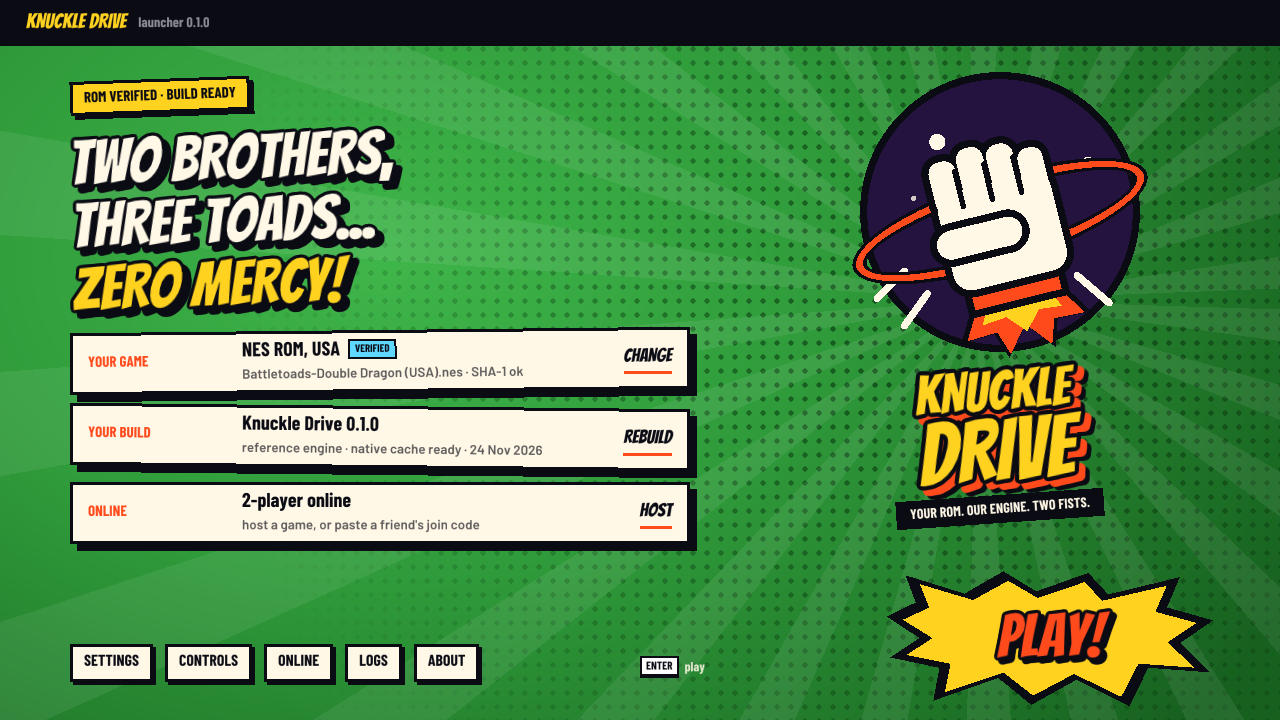 KNUCKLE DRIVE launcher 0.1.0
ROM VERIFIED · BUILD READY
TWO BROTHERS,
THREE TOADS...
ZERO MERCY!
YOUR GAME
NES ROM, USA VERIFIED
Battletoads-Double Dragon (USA).nes · SHA-1 ok
CHANGE
YOUR BUILD
Knuckle Drive 0.1.0
reference engine · native cache ready · 24 Nov 2026
REBUILD
ONLINE
2-player online
host a game, or paste a friend's join code
HOST
SETTINGS CONTROLS ONLINE LOGS ABOUT
ENTER play
KNUCKLE
DRIVE
YOUR ROM. OUR ENGINE. TWO FISTS.
PLAY!